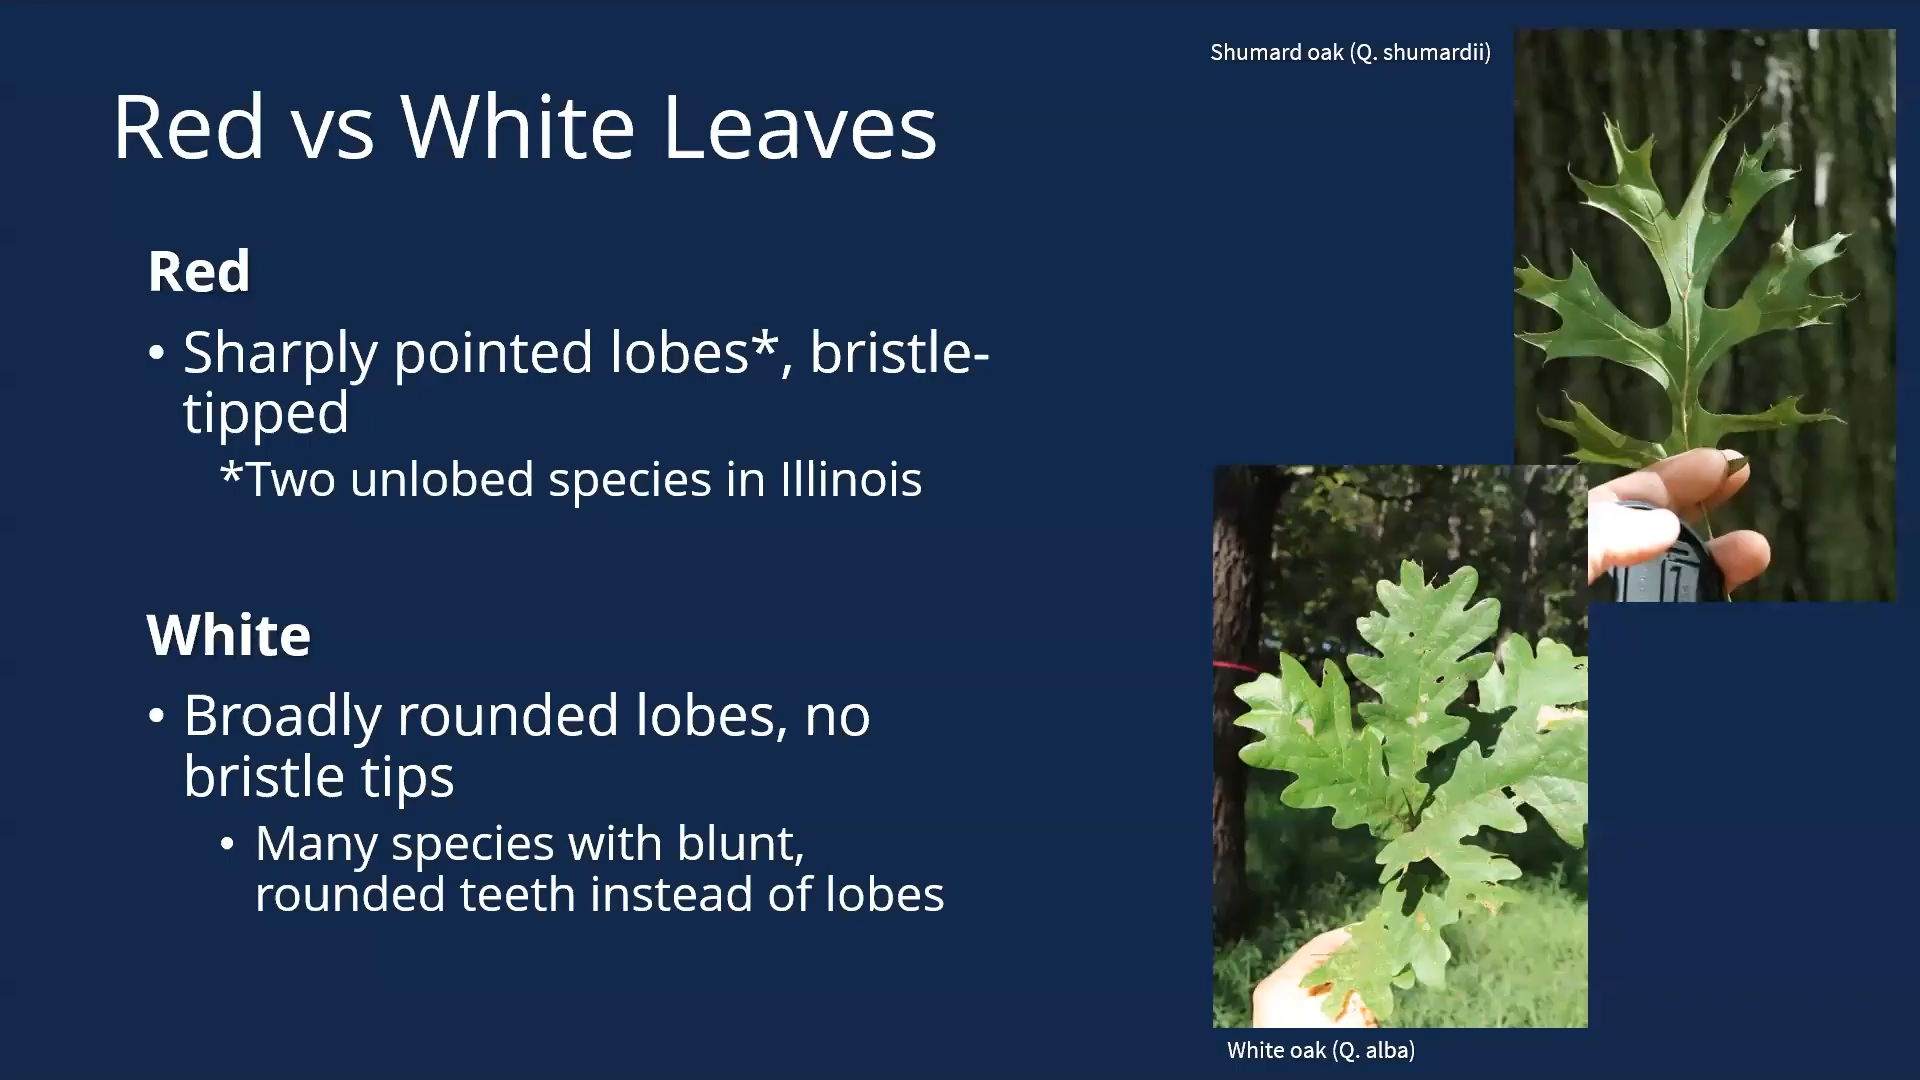 Shumard oak (Q. shumardii)
Red vs White Leaves
Red
• Sharply pointed lobes*, bristle-
tipped
*Two unlobed species in Illinois
White
• Broadly rounded lobes, no
bristle tips
• Many species with blunt,
rounded teeth instead of lobes
White oak (Q. alba)